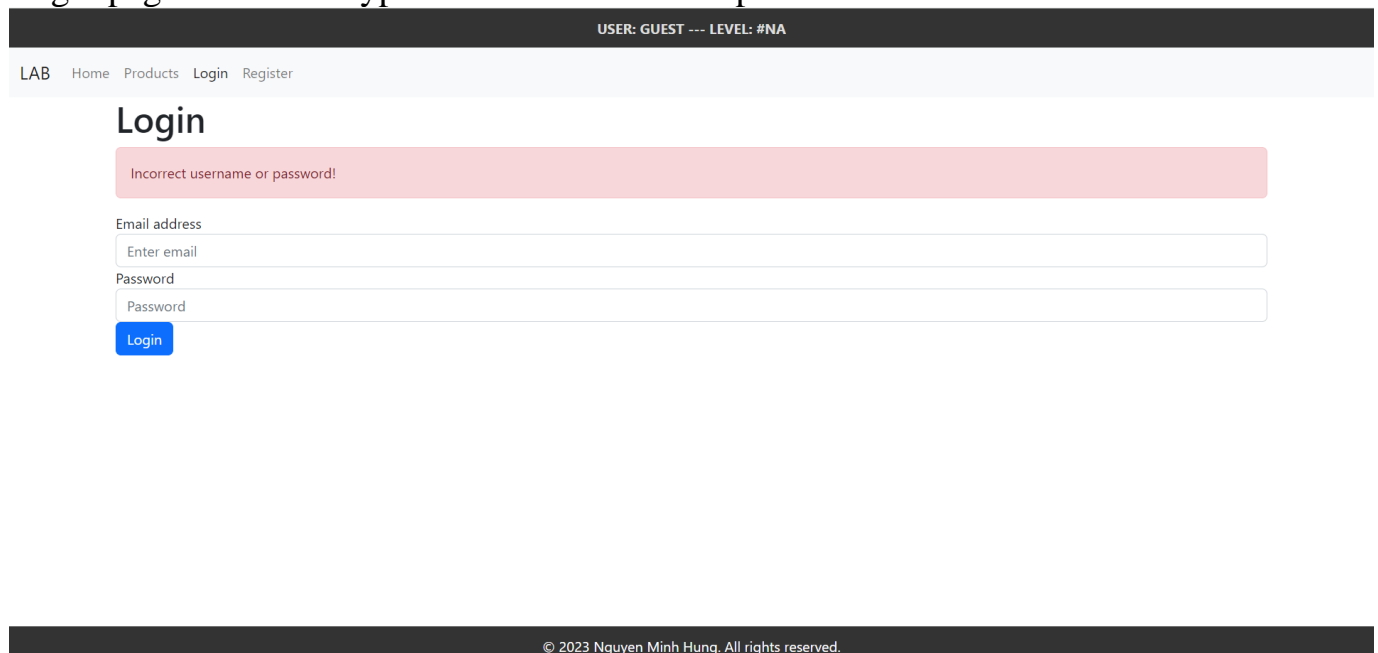 USER: GUEST --- LEVEL: #NA
LAB Home Products Login Register
Login
Incorrect username or password!
Email address
Enter email
Password
Password
Login
© 2023 Nguyen Minh Hung. All rights reserved.